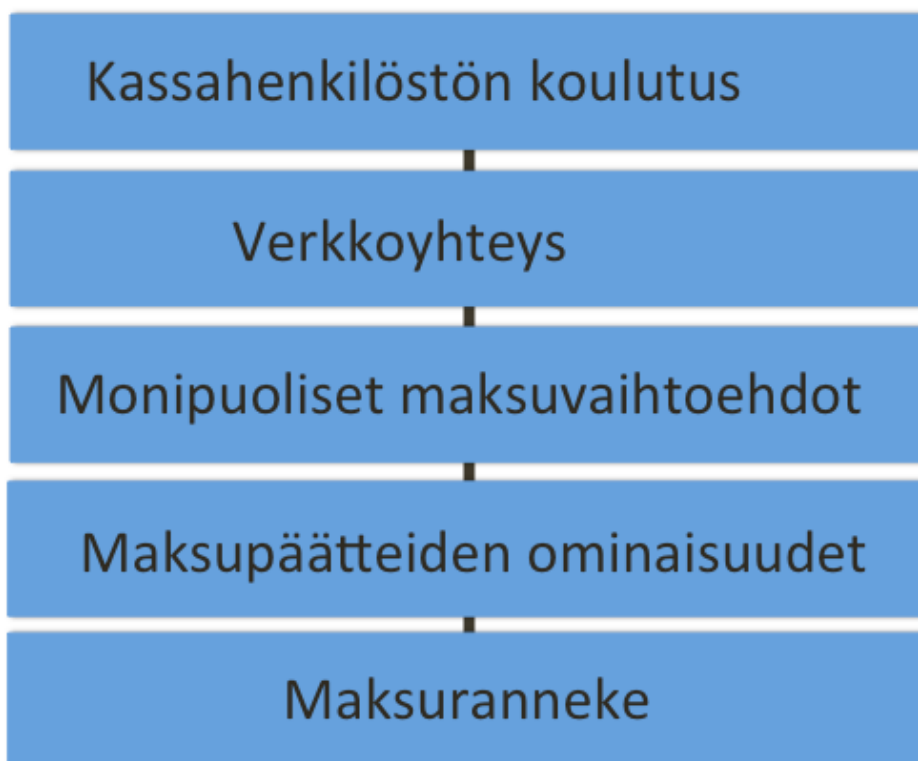 Kassahenkilöstön koulutus
Verkkoyhteys
Monipuoliset maksuvaihtoehdot
Maksupäätteiden ominaisuudet
Maksuranneke